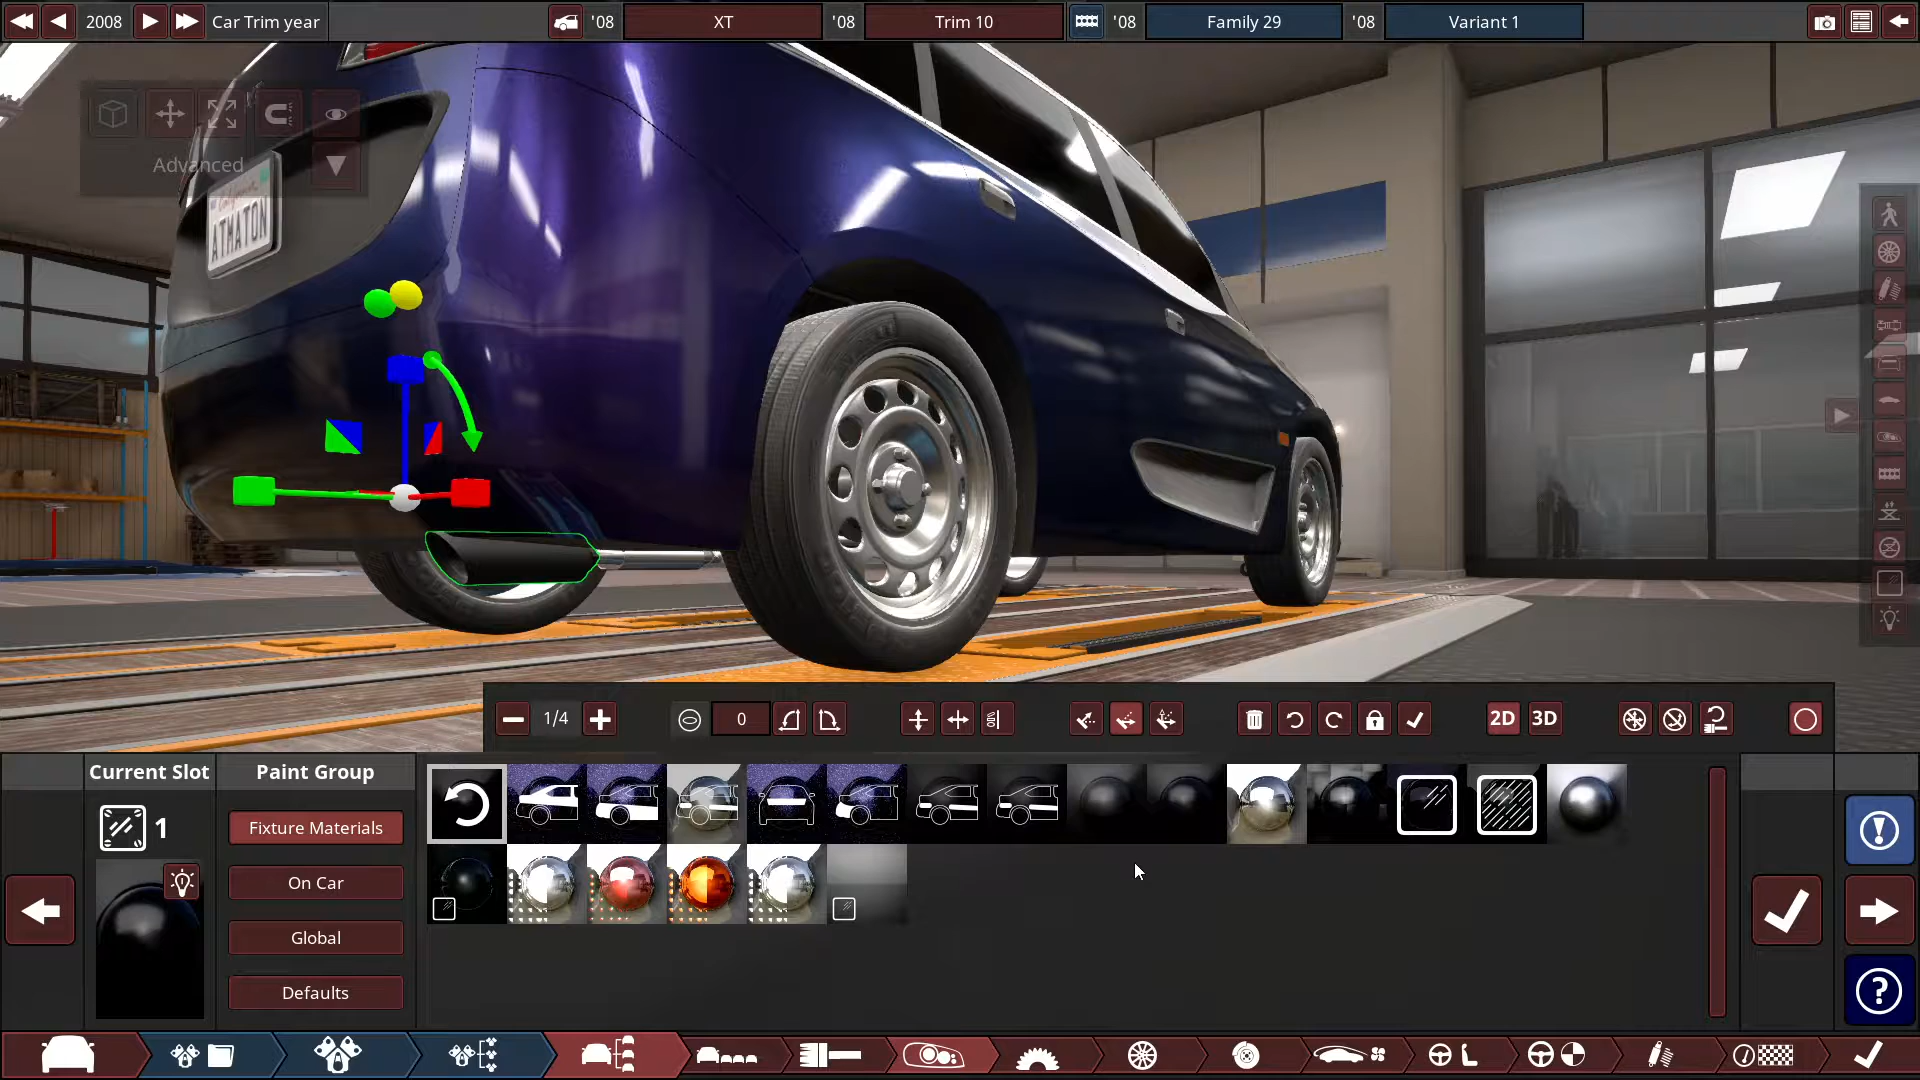 2008 Car Trim year '08 XT '08 Trim 10 '08 Family 29 '08 Variant 1
Advanced
ATMATON
1/4 0 2D 3D
Current Slot
1
Paint Group
Fixture Materials
On Car
Global
Defaults